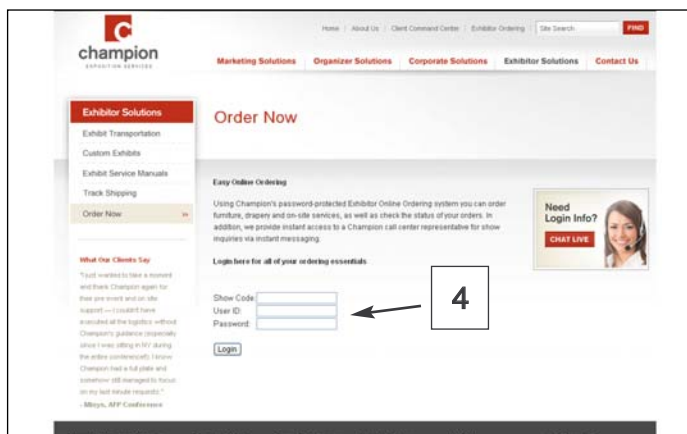 Home | About Us | Client Command Center | Exhibitor Ordering | Site Search FIND
champion
EXPOSITION SERVICES
Marketing Solutions Organizer Solutions Corporate Solutions Exhibitor Solutions Contact Us
Exhibitor Solutions
Exhibit Transportation
Custom Exhibits
Exhibit Service Manuals
Track Shipping
Order Now »
Order Now
Easy Online Ordering
Using Champion's password-protected Exhibitor Online Ordering system you can order
furniture, drapery and on-site services, as well as check the status of your orders. In
addition, we provide instant access to a Champion call center representative for show
inquiries via instant messaging.
Login here for all of your ordering essentials
Show Code:
User ID:
Password:
Login
4
Need
Login Info?
CHAT LIVE
What Our Clients Say
"I just wanted to take a moment
and thank Champion again for
their pre event and on site
support — I couldn't have
executed all the logistics without
Champion's guidance (especially
since I was sitting in NY during
the entire conference!). I know
Champion had a full plate and
somehow still managed to focus
on my last minute requests."
- Misys, AFP Conference